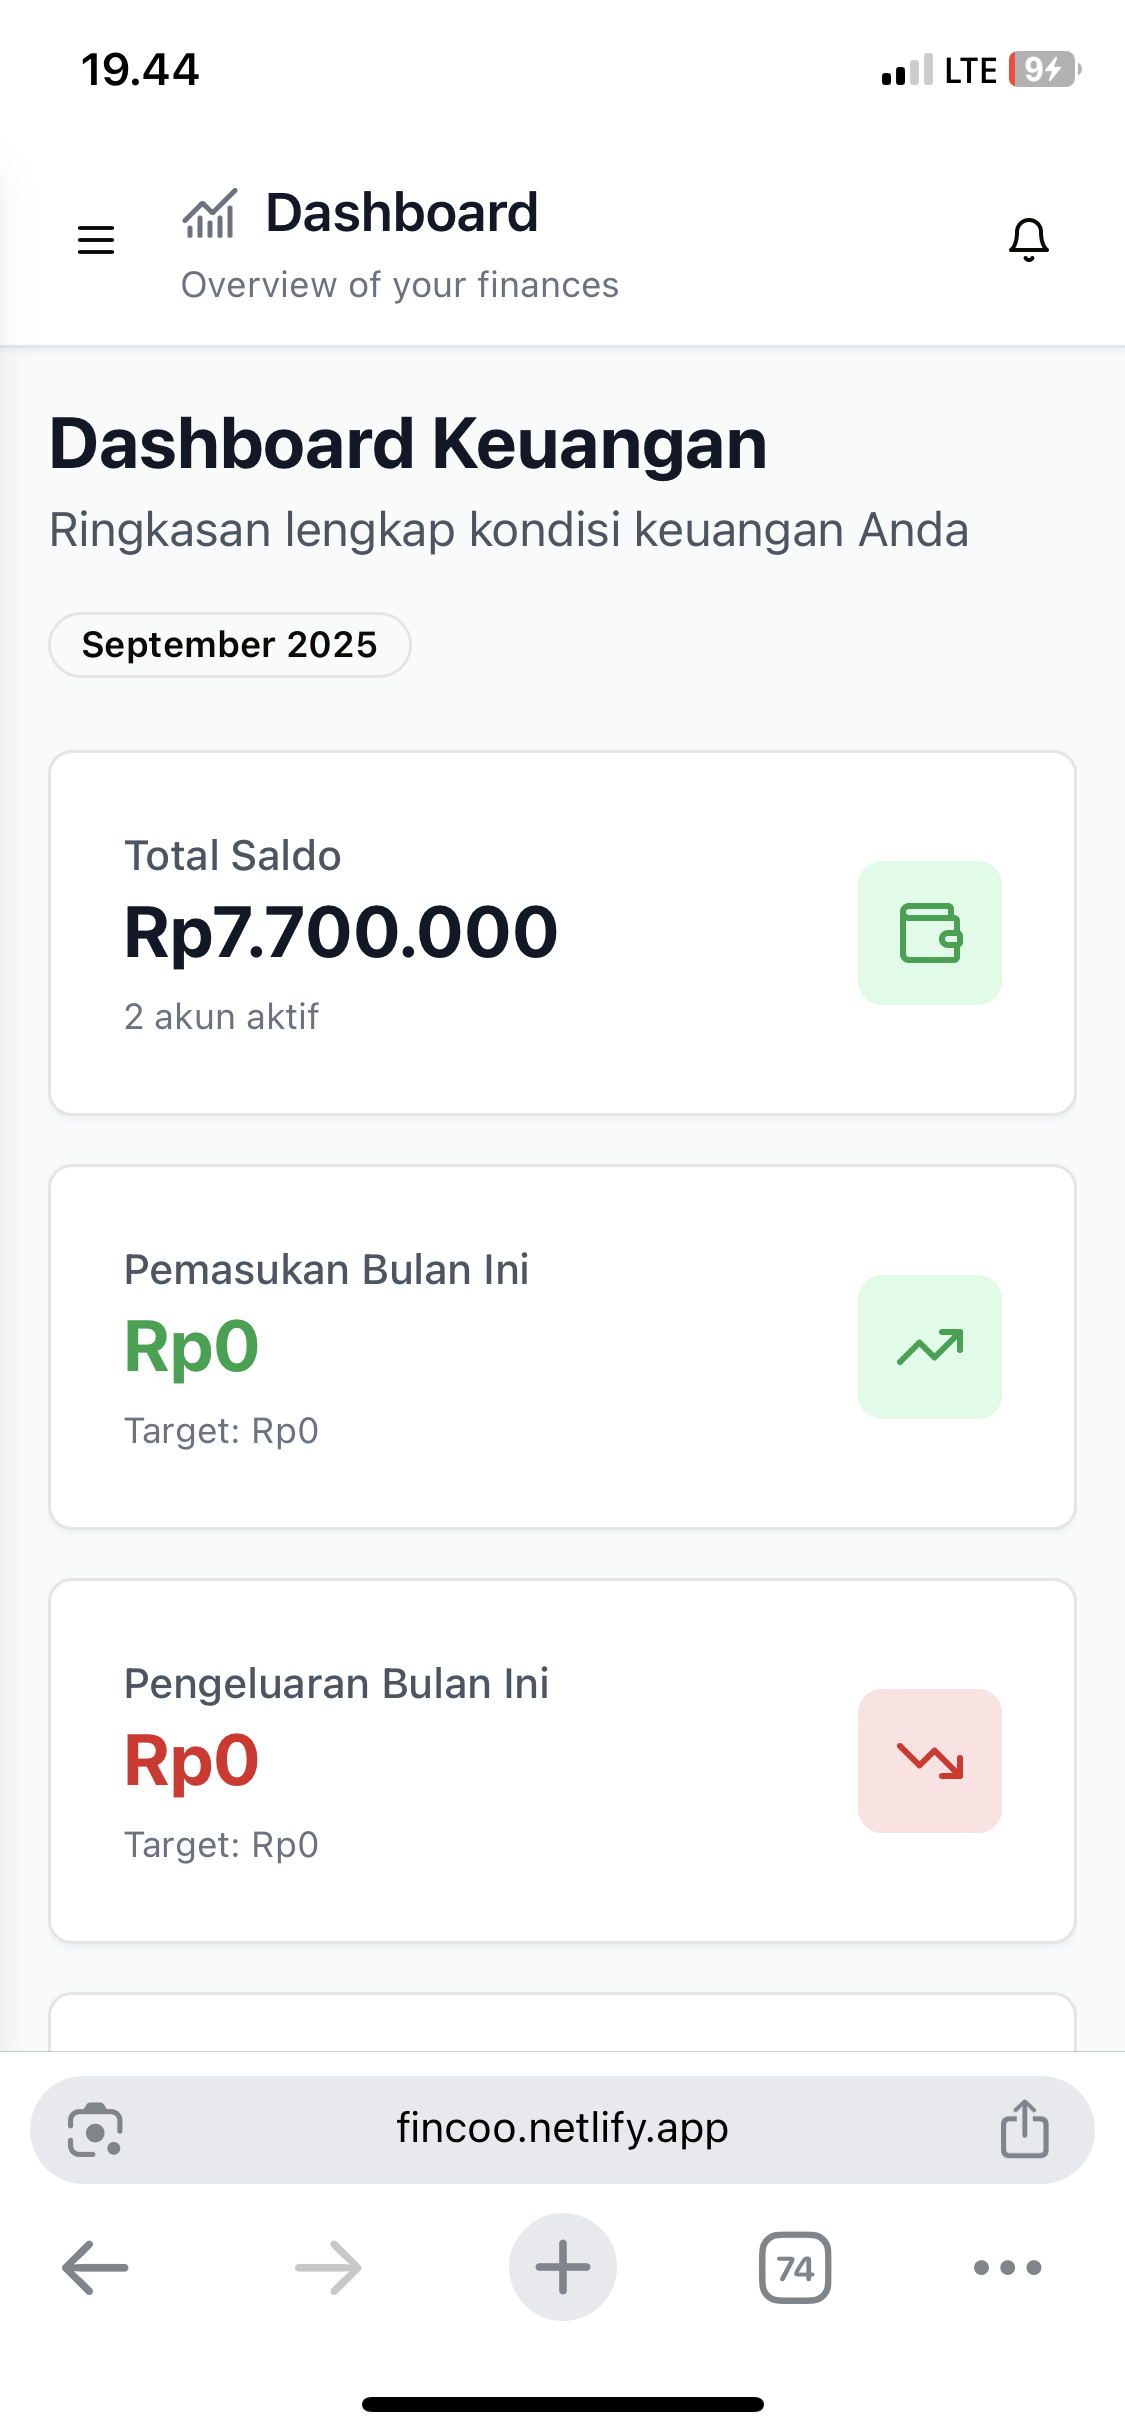 19.44
LTE 9
Dashboard
Overview of your finances
Dashboard Keuangan
Ringkasan lengkap kondisi keuangan Anda
September 2025
Total Saldo
Rp7.700.000
2 akun aktif
Pemasukan Bulan Ini
Rp0
Target: Rp0
Pengeluaran Bulan Ini
Rp0
Target: Rp0
fincoo.netlify.app
74